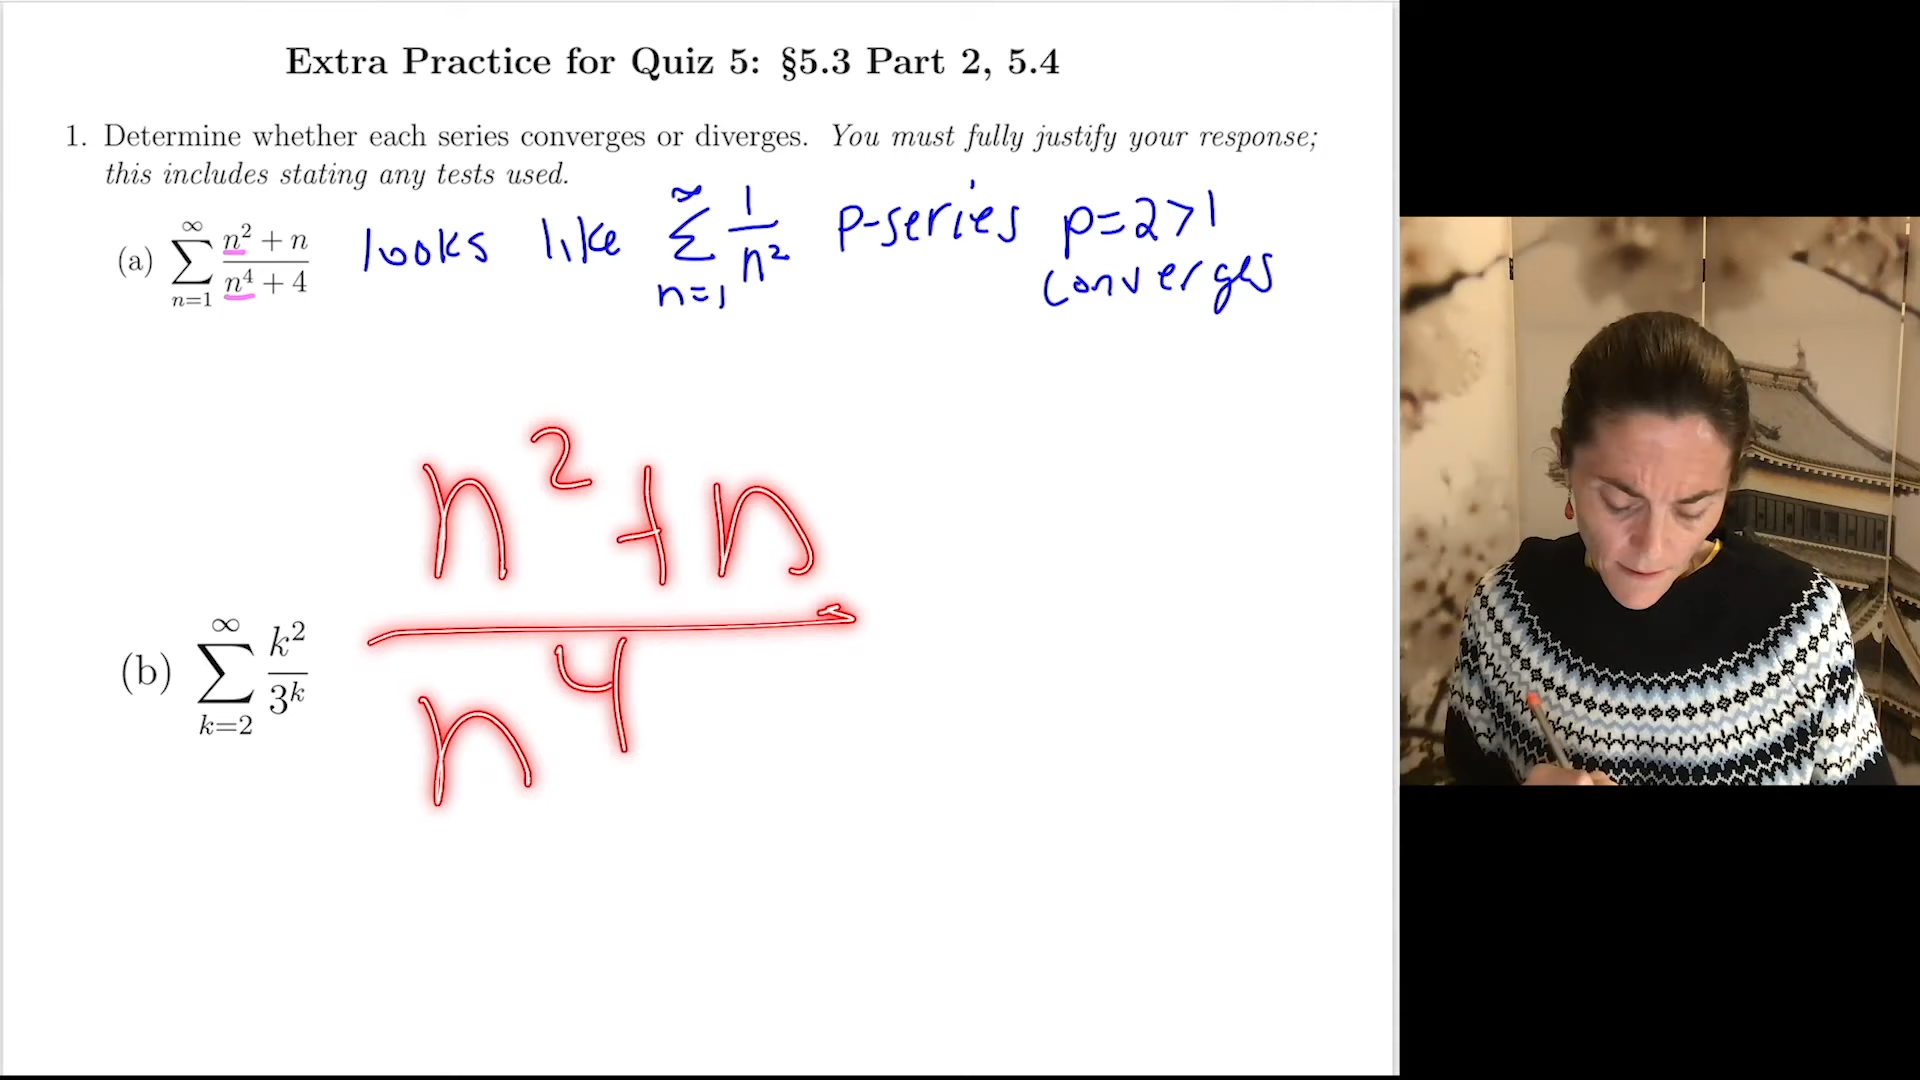 Extra Practice for Quiz 5: §5.3 Part 2, 5.4
1. Determine whether each series converges or diverges. You must fully justify your response;
this includes stating any tests used.
(a) ∑_{n=1}^{∞} (n² + n)/(n⁴ + 4) looks like ∑_{n=1}^{∞} 1/n² p-series p=2>1
converges
n²+n
n⁴
(b) ∑_{k=2}^{∞} k²/3ᵏ